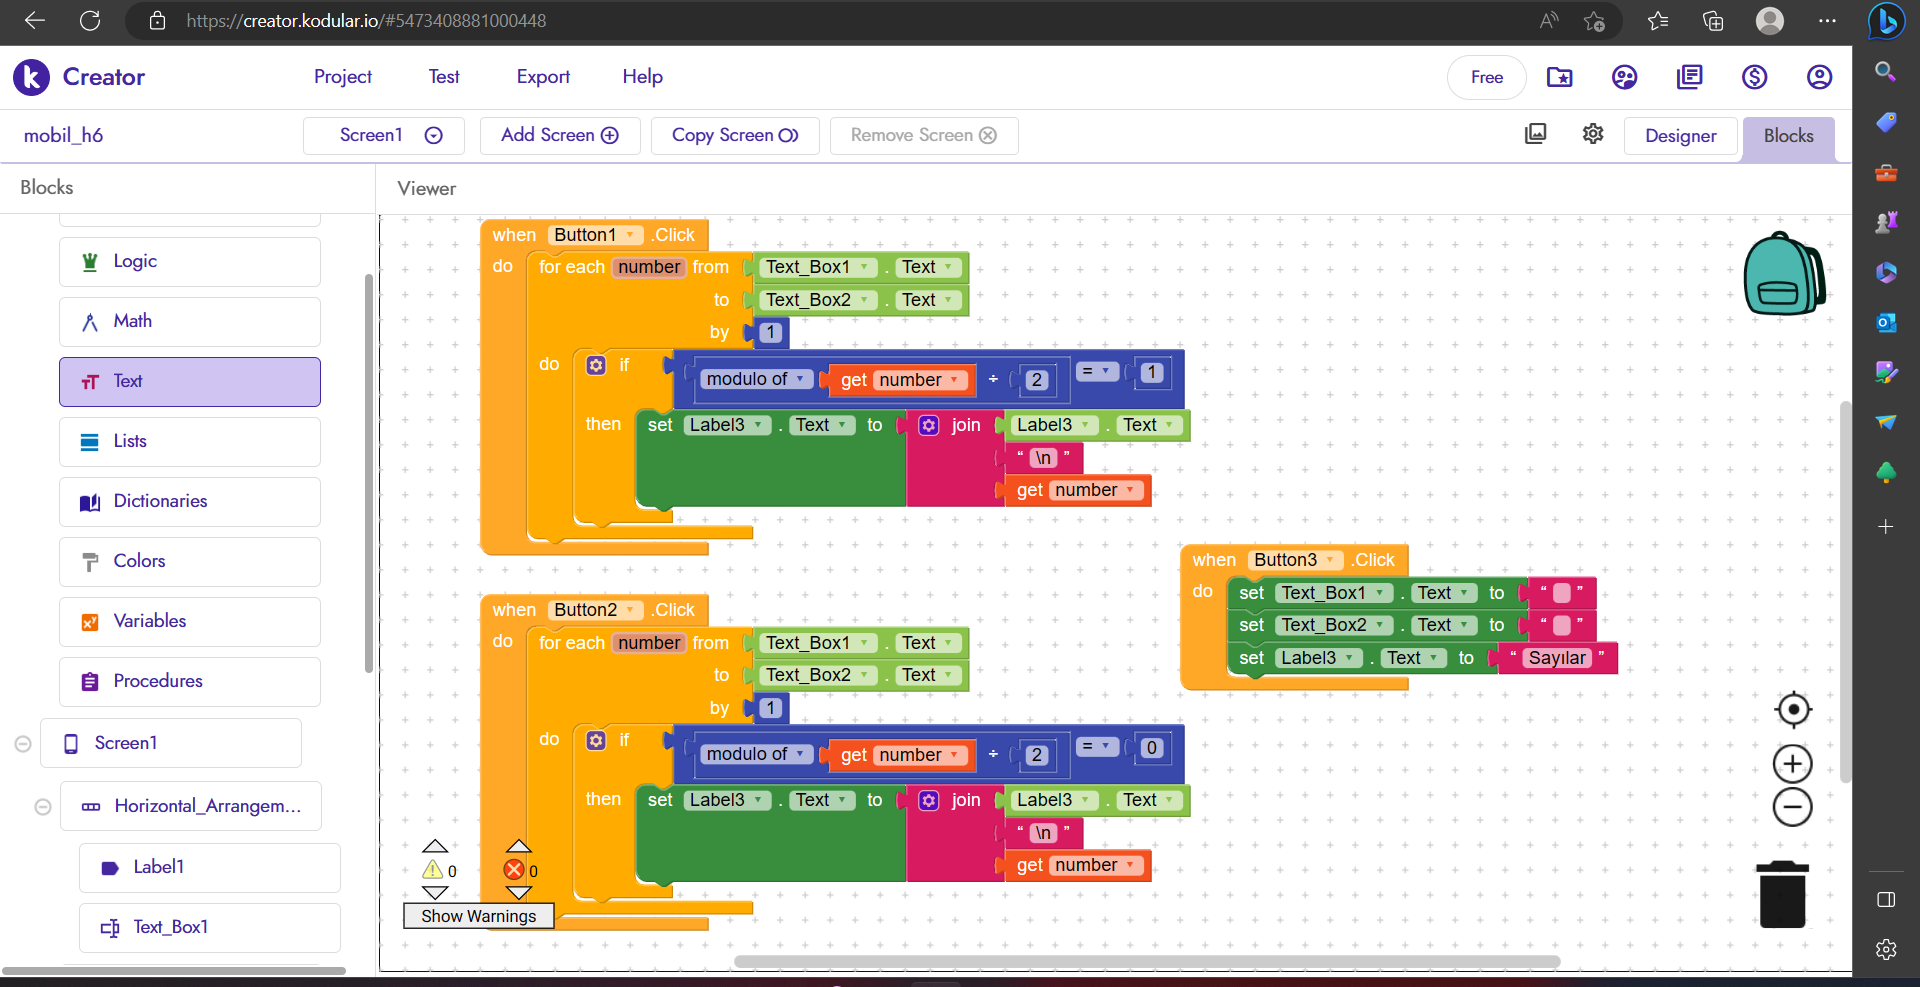 https://creator.kodular.io/#5473408881000448
Creator Project Test Export Help Free
mobil_h6 Screen1 Add Screen Copy Screen Remove Screen Designer Blocks
Blocks
Viewer
Logic
Math
Text
Lists
Dictionaries
Colors
Variables
Procedures
Screen1
Horizontal_Arrangem...
Label1
Text_Box1
when Button1 .Click
do for each number from Text_Box1 . Text
to Text_Box2 . Text
by 1
do if modulo of get number ÷ 2 = 1
then set Label3 . Text to join Label3 . Text
“ \n ”
get number
when Button2 .Click
do for each number from Text_Box1 . Text
to Text_Box2 . Text
by 1
do if modulo of get number ÷ 2 = 0
then set Label3 . Text to join Label3 . Text
“ \n ”
get number
when Button3 .Click
do set Text_Box1 . Text to “ ”
set Text_Box2 . Text to “ ”
set Label3 . Text to “ Sayılar ”
0 0
Show Warnings